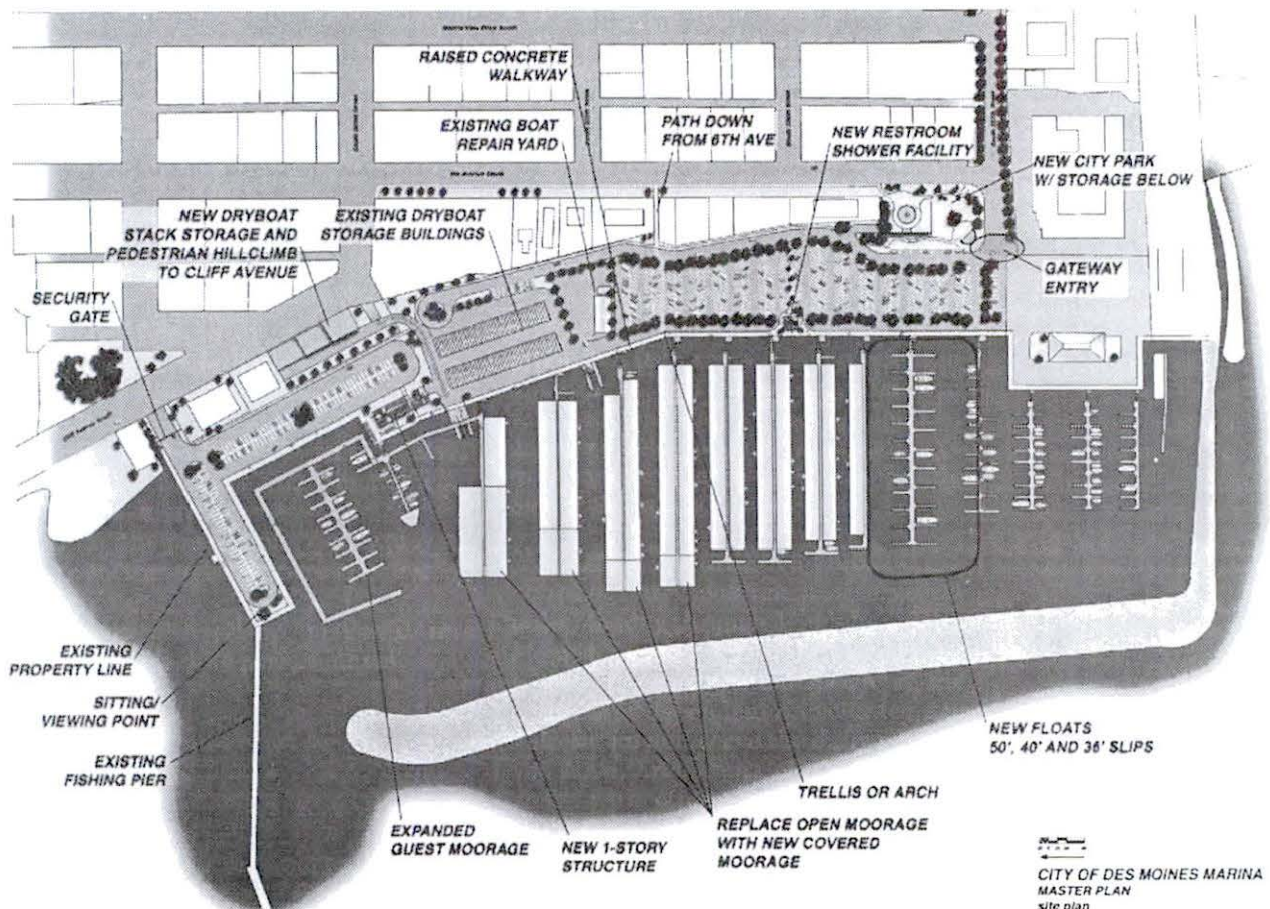 RAISED CONCRETE
WALKWAY
EXISTING BOAT
REPAIR YARD
PATH DOWN
FROM 6TH AVE
NEW RESTROOM
SHOWER FACILITY
NEW CITY PARK
W/ STORAGE BELOW
NEW DRYBOAT
STACK STORAGE AND
PEDESTRIAN HILLCLIMB
TO CLIFF AVENUE
EXISTING DRYBOAT
STORAGE BUILDINGS
SECURITY
GATE
GATEWAY
ENTRY
EXISTING
PROPERTY LINE
SITTING/
VIEWING POINT
EXISTING
FISHING PIER
EXPANDED
GUEST MOORAGE
NEW 1-STORY
STRUCTURE
TRELLIS OR ARCH
REPLACE OPEN MOORAGE
WITH NEW COVERED
MOORAGE
NEW FLOATS
50', 40' AND 36' SLIPS
CITY OF DES MOINES MARINA
MASTER PLAN
site plan